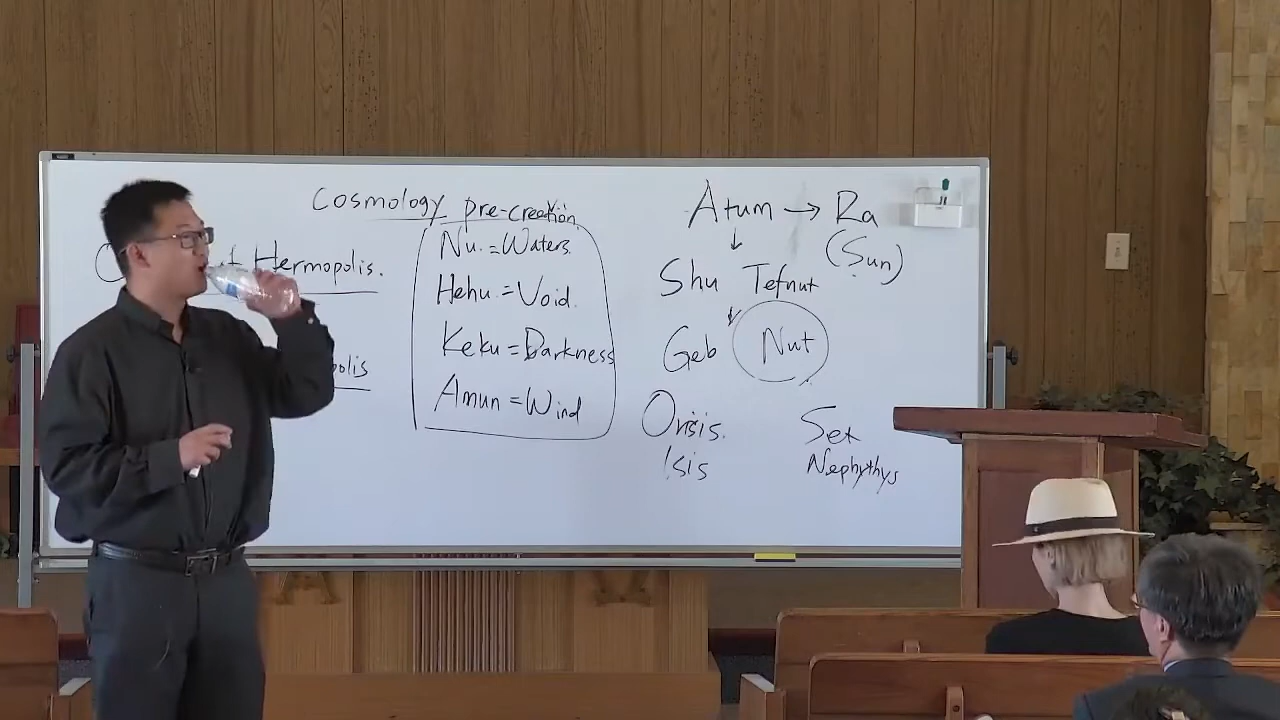 Cosmology pre-creation
Hermopolis.
polis
Nu. = Waters.
Hehu. = Void.
Keku = Darkness
Amun = Wind
Atum → Ra
(Sun)
↓
Shu Tefnut
Geb Nut
Orisis. Set
Isis Nephythys